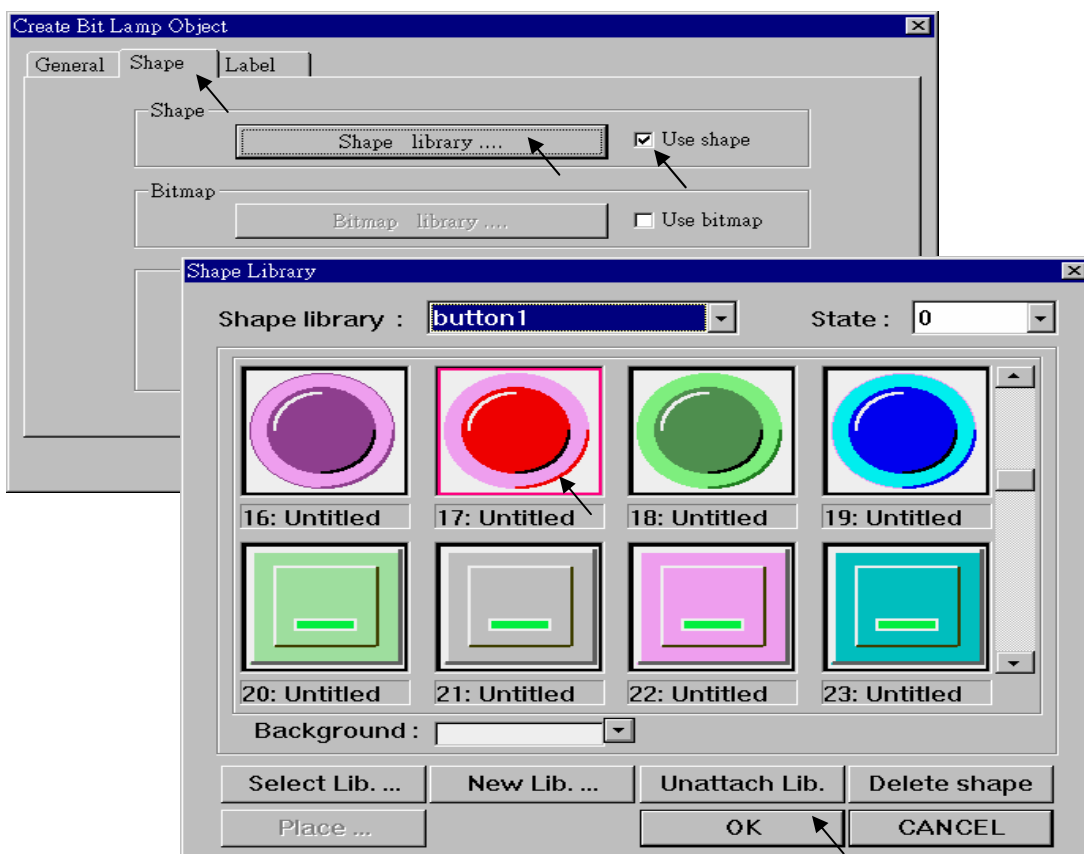 Create Bit Lamp Object
General Shape Label
Shape
Shape library .... Use shape
Bitmap
Bitmap library .... Use bitmap
Shape Library
Shape library : button1 State : 0
16: Untitled 17: Untitled 18: Untitled 19: Untitled
20: Untitled 21: Untitled 22: Untitled 23: Untitled
Background :
Select Lib. ... New Lib. ... Unattach Lib. Delete shape
Place ... OK CANCEL